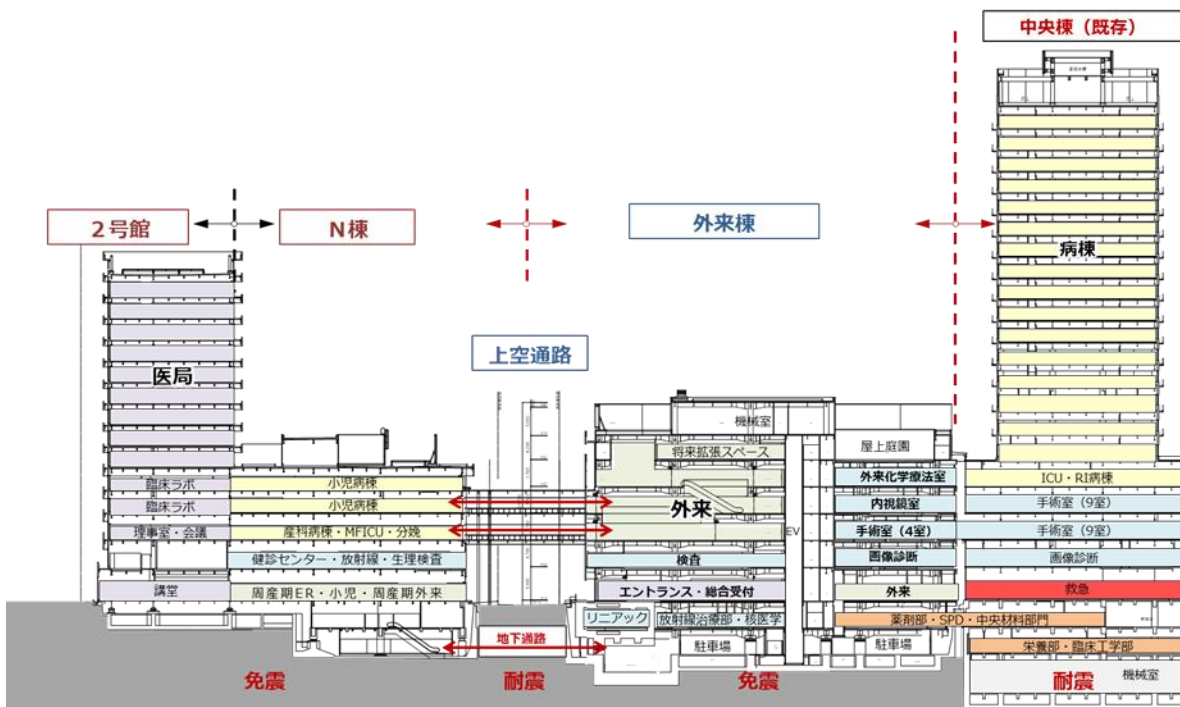 中央棟（既存）
２号館
N棟
外来棟
病棟
上空通路
医局
機械室
屋上庭園
将来拡張スペース
臨床ラボ
小児病棟
外来化学療法室
ICU・RI病棟
臨床ラボ
小児病棟
外来
内視鏡室
手術室（9室）
理事室・会議
産科病棟・MFICU・分娩
EV
手術室（4室）
手術室（9室）
健診センター・放射線・生理検査
検査
画像診断
画像診断
講堂
周産期ER・小児・周産期外来
エントランス・総合受付
外来
救急
リニアック
放射線治療部・核医学
薬剤部・SPD・中央材料部門
地下通路
駐車場
駐車場
栄養部・臨床工学部
免震
耐震
免震
耐震
機械室